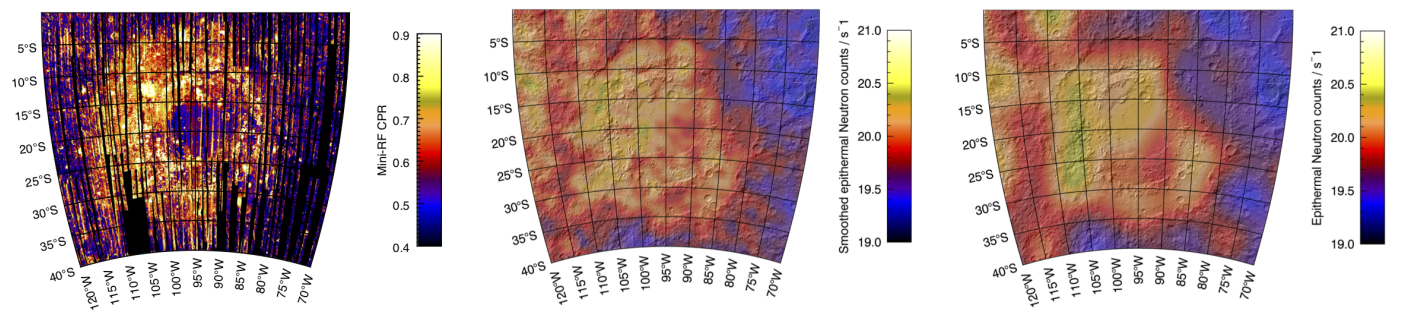 5°S
10°S
15°S
20°S
25°S
30°S
35°S
40°S
120°W
115°W
110°W
105°W
100°W
95°W
90°W
85°W
80°W
75°W
70°W
Mini-RF CPR
0.9
0.8
0.7
0.6
0.5
0.4
5°S
10°S
15°S
20°S
25°S
30°S
35°S
40°S
120°W
115°W
110°W
105°W
100°W
95°W
90°W
85°W
80°W
75°W
70°W
Smoothed epithermal Neutron counts / s⁻1
21.0
20.5
20.0
19.5
19.0
5°S
10°S
15°S
20°S
25°S
30°S
35°S
40°S
120°W
115°W
110°W
105°W
100°W
95°W
90°W
85°W
80°W
75°W
70°W
Epithermal Neutron counts / s⁻1
21.0
20.5
20.0
19.5
19.0